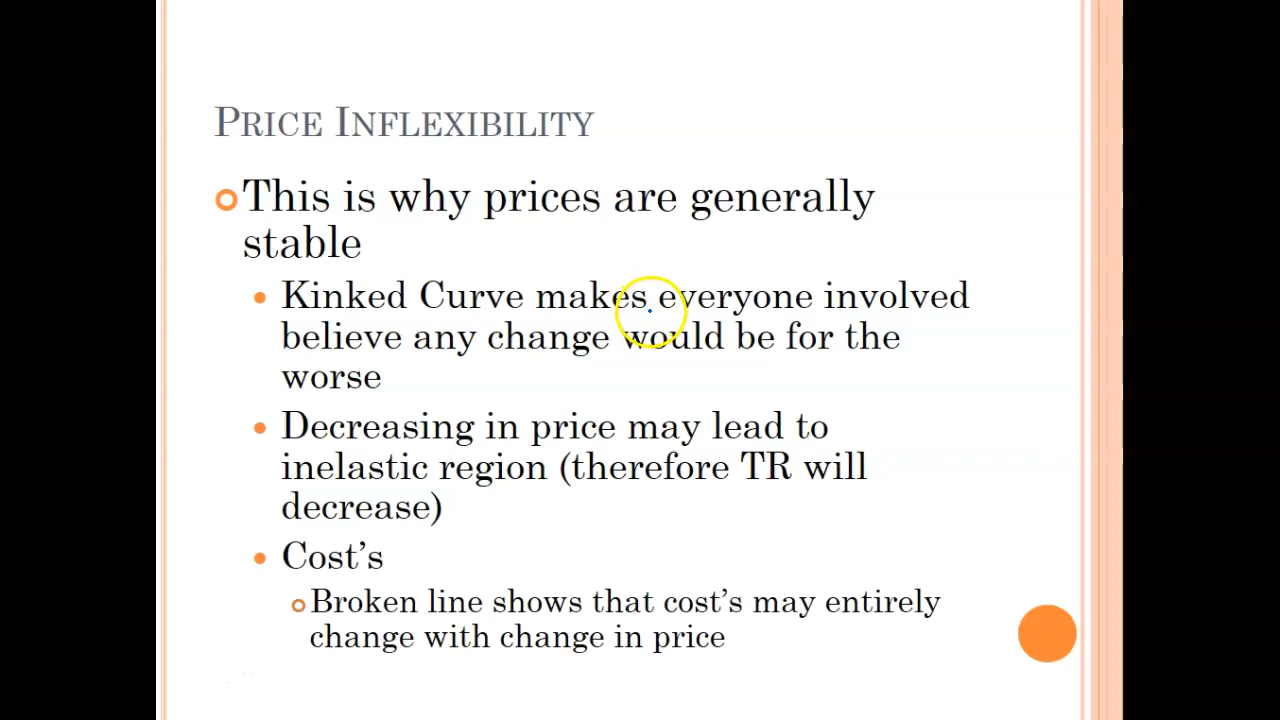 PRICE INFLEXIBILITY
This is why prices are generally
stable
Kinked Curve makes everyone involved
believe any change would be for the
worse
Decreasing in price may lead to
inelastic region (therefore TR will
decrease)
Cost's
Broken line shows that cost's may entirely
change with change in price